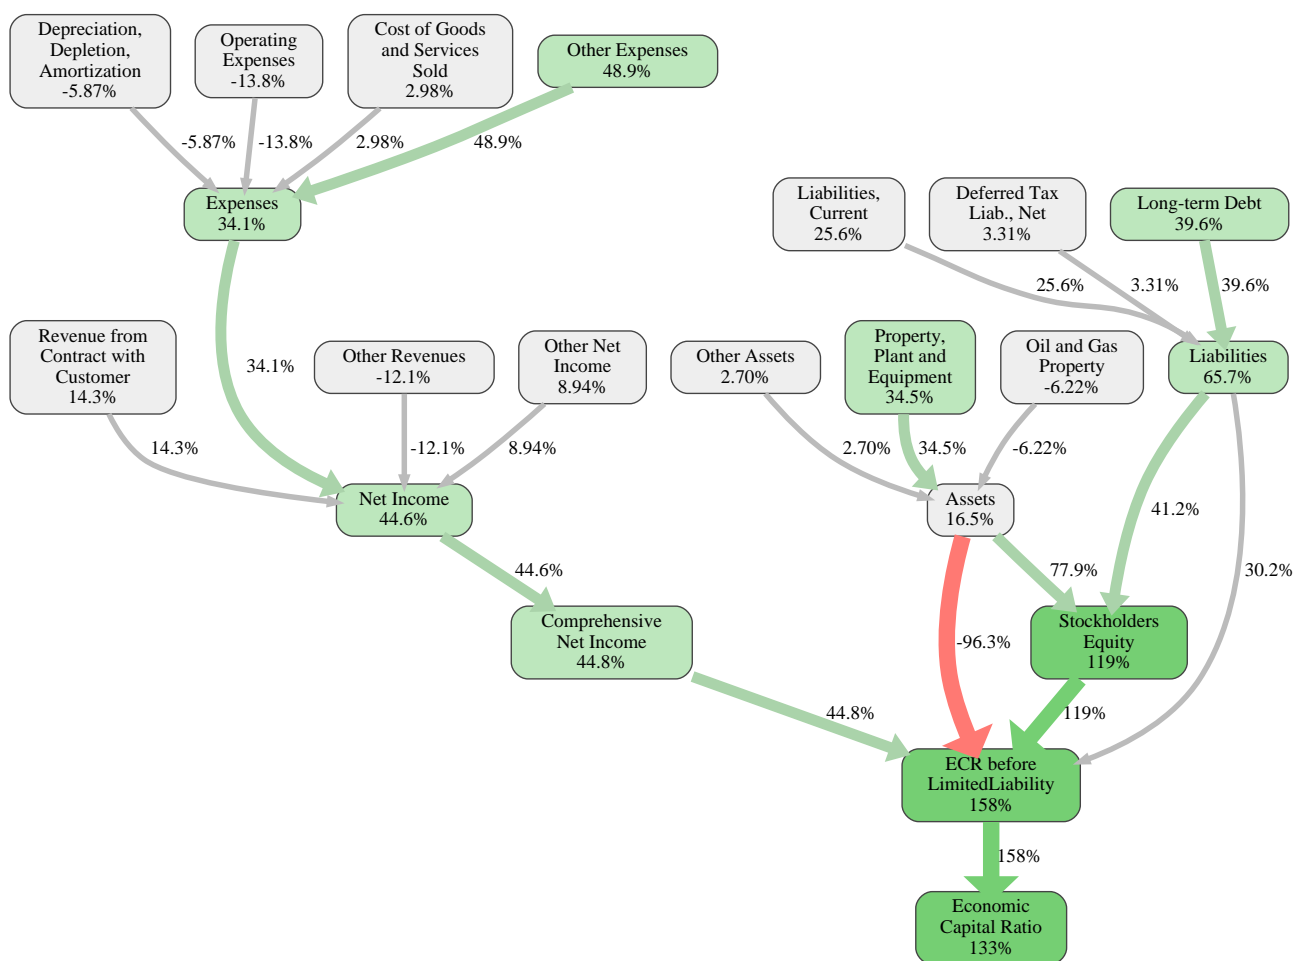 Depreciation,
Depletion,
Amortization
-5.87%
Operating
Expenses
-13.8%
Cost of Goods
and Services
Sold
2.98%
Other Expenses
48.9%
-5.87%
-13.8%
2.98%
48.9%
Expenses
34.1%
Liabilities,
Current
25.6%
Deferred Tax
Liab., Net
3.31%
Long-term Debt
39.6%
25.6%
3.31%
39.6%
Revenue from
Contract with
Customer
14.3%
34.1%
Other Revenues
-12.1%
Other Net
Income
8.94%
Other Assets
2.70%
Property,
Plant and
Equipment
34.5%
Oil and Gas
Property
-6.22%
Liabilities
65.7%
14.3%
-12.1%
8.94%
2.70%
34.5%
-6.22%
Net Income
44.6%
Assets
16.5%
41.2%
44.6%
77.9%
30.2%
Comprehensive
Net Income
44.8%
-96.3%
Stockholders
Equity
119%
44.8%
119%
ECR before
LimitedLiability
158%
158%
Economic
Capital Ratio
133%